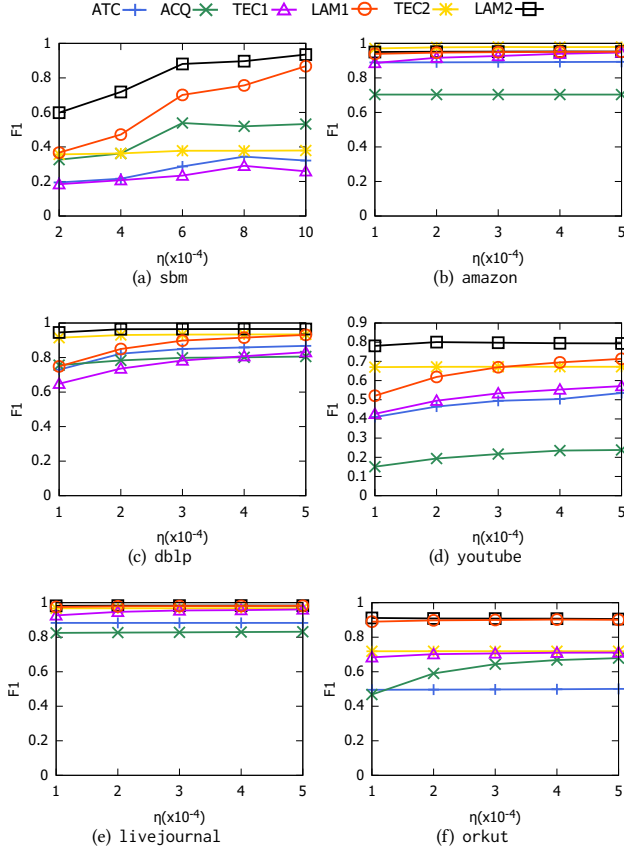 ATC ACQ TEC1 LAM1 TEC2 LAM2
1
0.8
0.6
0.4
0.2
0
F1
2 4 6 8 10
η(x10-4)
(a) sbm
1
0.8
0.6
0.4
0.2
0
F1
1 2 3 4 5
η(x10-4)
(b) amazon
1
0.8
0.6
0.4
0.2
0
F1
1 2 3 4 5
η(x10-4)
(c) dblp
0.9
0.8
0.7
0.6
0.5
0.4
0.3
0.2
0.1
0
F1
1 2 3 4 5
η(x10-4)
(d) youtube
1
0.8
0.6
0.4
0.2
0
F1
1 2 3 4 5
η(x10-4)
(e) livejournal
1
0.8
0.6
0.4
0.2
0
F1
1 2 3 4 5
η(x10-4)
(f) orkut